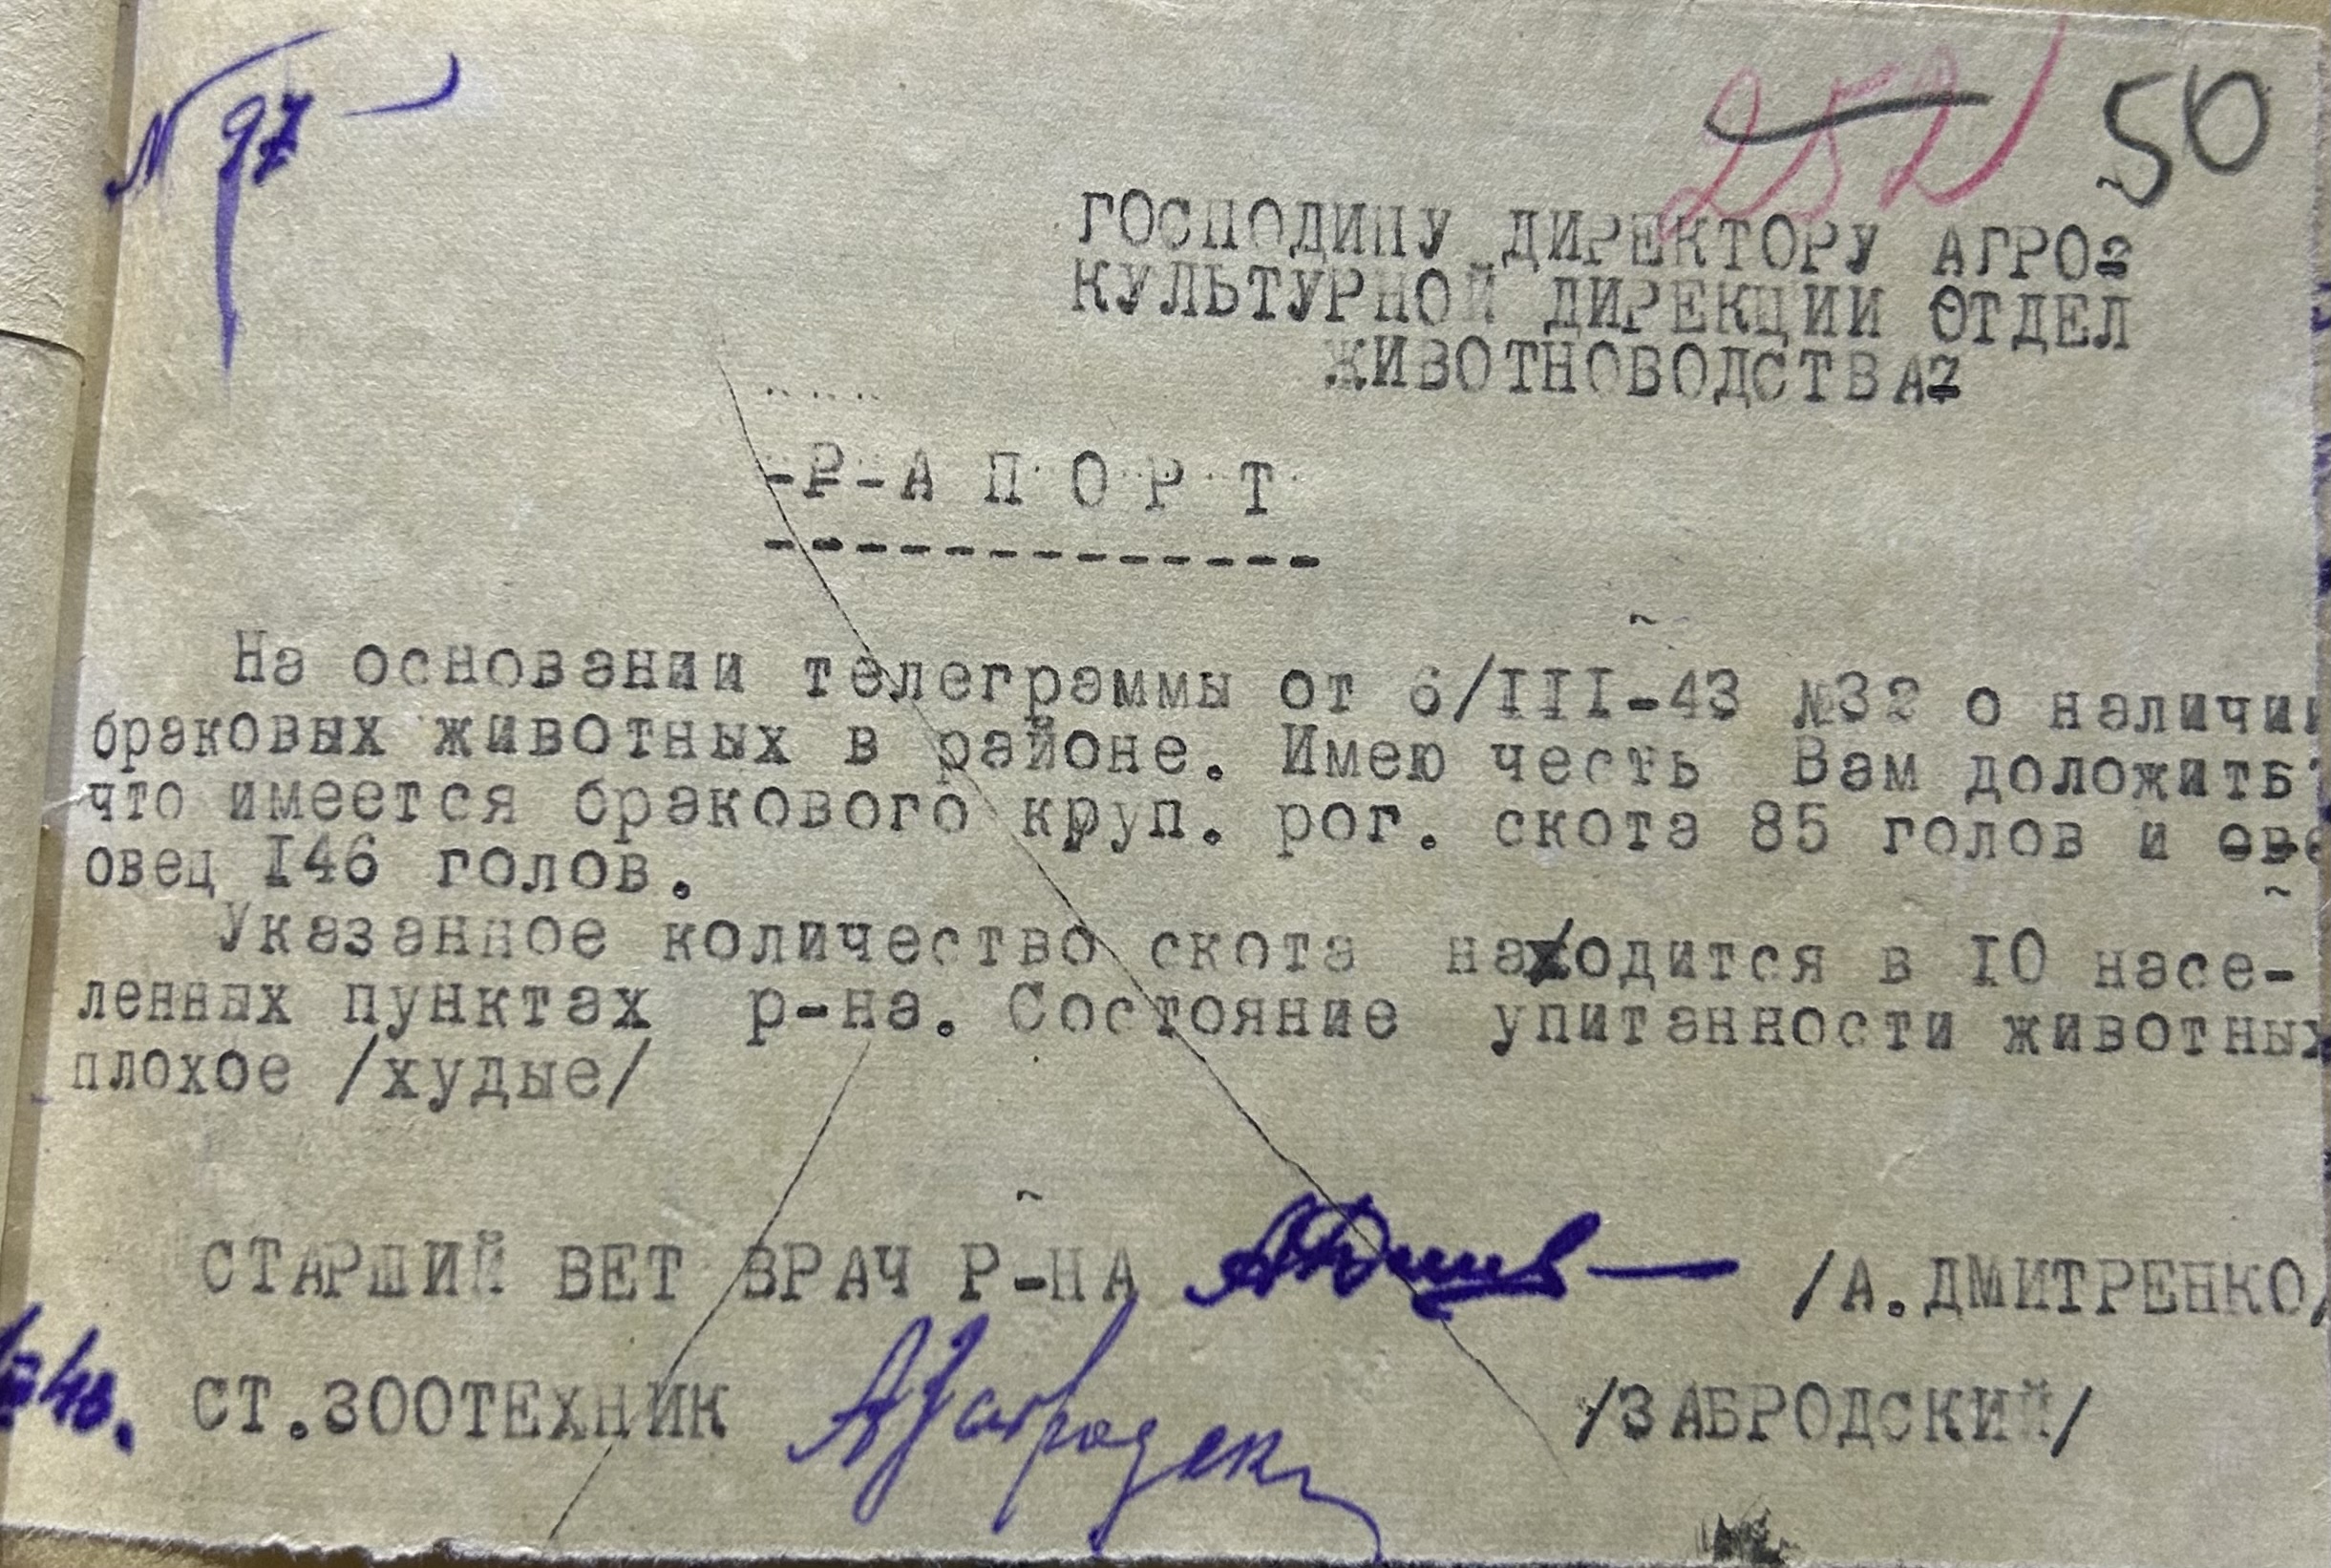 № 97
252 50
ГОСПОДИНУ ДИРЕКТОРУ АГРО-
КУЛЬТУРНОЙ ДИРЕКЦИИ ОТДЕЛ
ЖИВОТНОВОДСТВА
-Р-А П О Р Т
-------------
На основании телеграммы от 6/III-43 №32 о наличии
браковых животных в районе. Имею честь Вам доложить
что имеется бракового круп. рог. скота 85 голов и ове
овец I46 голов.
Указанное количество скота находится в IO насе-
ленных пунктах р-на. Состояние упитанности животных
плохое /худые/
СТАРШИЙ ВЕТ ВРАЧ Р-НА /А.ДМИТРЕНКО/
СТ.ЗООТЕХНИК /ЗАБРОДСКИЙ/